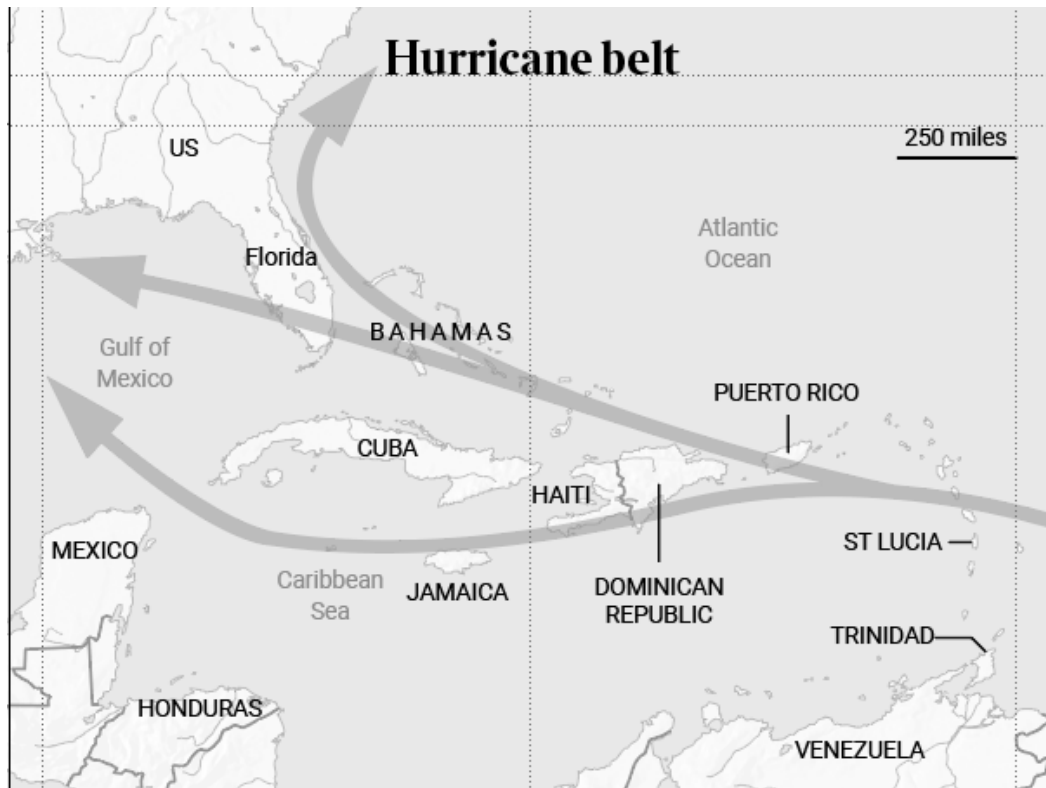 Hurricane belt
250 miles
US
Atlantic
Ocean
Florida
BAHAMAS
Gulf of
Mexico
PUERTO RICO
CUBA
HAITI
MEXICO
ST LUCIA
Caribbean
Sea
JAMAICA
DOMINICAN
REPUBLIC
TRINIDAD
HONDURAS
VENEZUELA